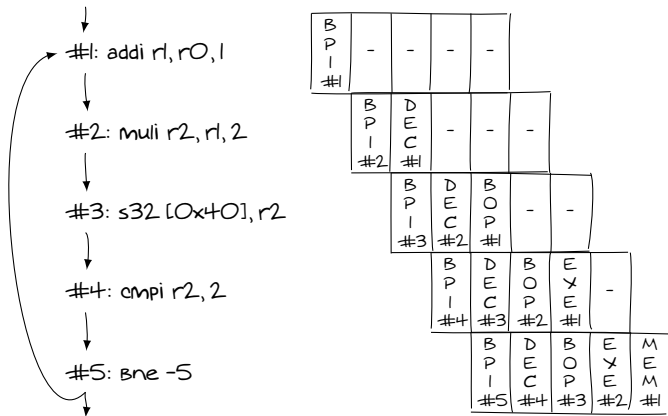 #1: addi r1, r0, 1
#2: muli r2, r1, 2
#3: s32 [0x40], r2
#4: cmpi r2, 2
#5: Bne -5
BPI #1 - - - -
BPI #2 DEC #1 - - -
BPI #3 DEC #2 BOP #1 - -
BPI #4 DEC #3 BOP #2 EXE #1 -
BPI #5 DEC #4 BOP #3 EXE #2 MEM #1